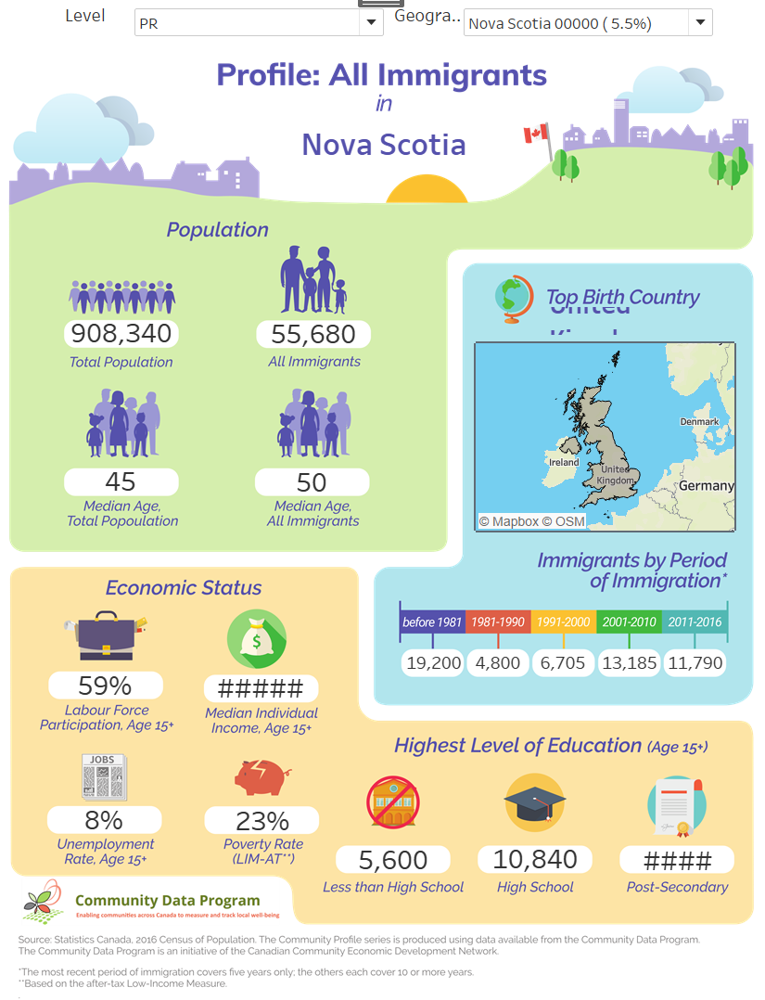 Level
PR
Geogra..
Nova Scotia 00000 ( 5.5%)
Profile: All Immigrants
in
Nova Scotia
Population
908,340
Total Population
55,680
All Immigrants
45
Median Age,
Total Popoulation
50
Median Age,
All Immigrants
Top Birth Country
United
© Mapbox © OSM
Ireland
United
Kingdom
Denmark
Germany
Immigrants by Period
of Immigration*
before 1981 1981-1990 1991-2000 2001-2010 2011-2016
19,200 4,800 6,705 13,185 11,790
Economic Status
59%
Labour Force
Participation, Age 15+
#####
Median Individual
Income, Age 15+
JOBS
8%
Unemployment
Rate, Age 15+
23%
Poverty Rate
(LIM-AT**)
Highest Level of Education (Age 15+)
5,600
Less than High School
10,840
High School
####
Post-Secondary
Community Data Program
Enabling communities across Canada to measure and track local well-being
Source: Statistics Canada, 2016 Census of Population. The Community Profile series is produced using data available from the Community Data Program.
The Community Data Program is an initiative of the Canadian Community Economic Development Network.
*The most recent period of immigration covers five years only; the others each cover 10 or more years.
**Based on the after-tax Low-Income Measure.